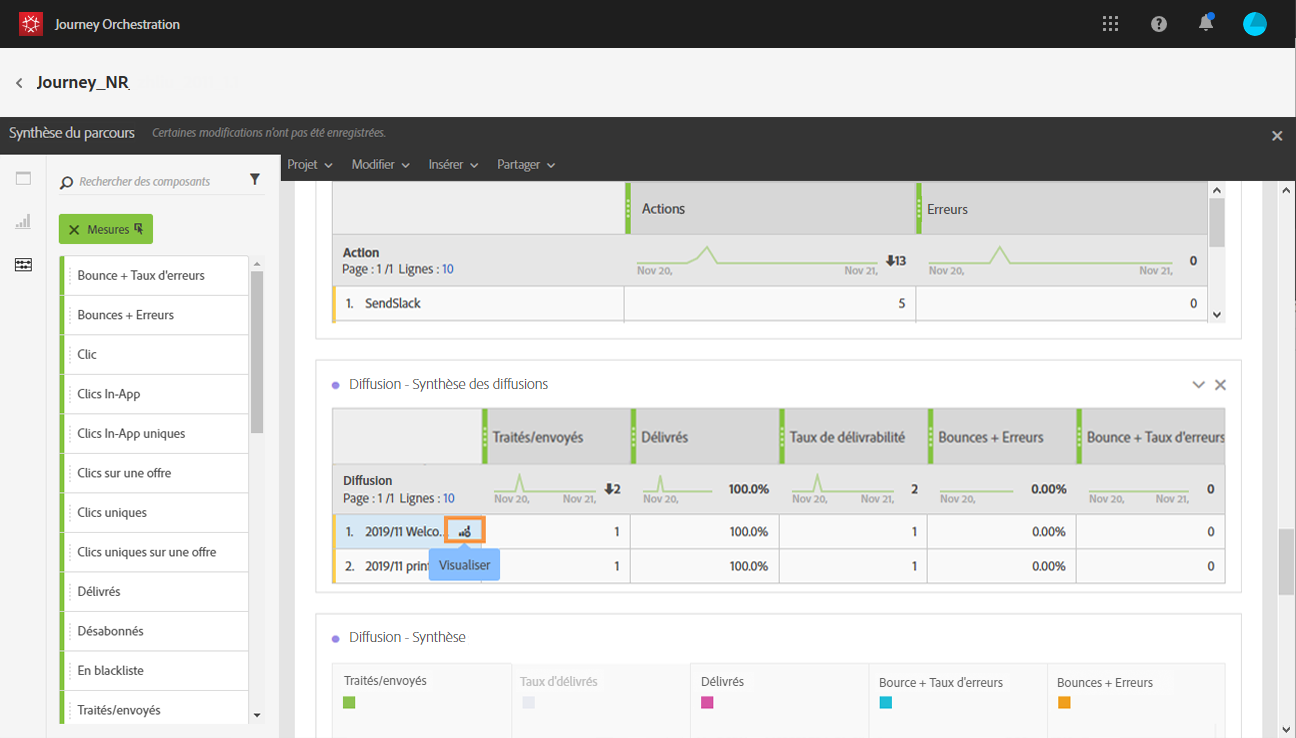 Journey Orchestration
Journey_NR
Synthèse du parcours Certaines modifications n'ont pas été enregistrées.
Projet Modifier Insérer Partager
Rechercher des composants
Mesures
Bounce + Taux d'erreurs
Bounces + Erreurs
Clic
Clics In-App
Clics In-App uniques
Clics sur une offre
Clics uniques
Clics uniques sur une offre
Délivrés
Désabonnés
En blackliste
Traités/envoyés
Actions Erreurs
Action
Page : 1 /1 Lignes : 10
Nov 20, Nov 21, 13 Nov 20, Nov 21, 0
1. SendSlack 5 0
Diffusion - Synthèse des diffusions
Traités/envoyés Délivrés Taux de délivrabilité Bounces + Erreurs Bounce + Taux d'erreurs
Diffusion
Page : 1 /1 Lignes : 10
Nov 20, Nov 21, 2 Nov 20, 100.0% Nov 20, Nov 21, 2 Nov 20, 0.00% Nov 20, Nov 21, 0
1. 2019/11 Welco... 1 100.0% 1 0.00% 0
2. 2019/11 prin 1 100.0% 1 0.00% 0
Visualiser
Diffusion - Synthèse
Traités/envoyés Taux d'délivrés Délivrés Bounce + Taux d'erreurs Bounces + Erreurs